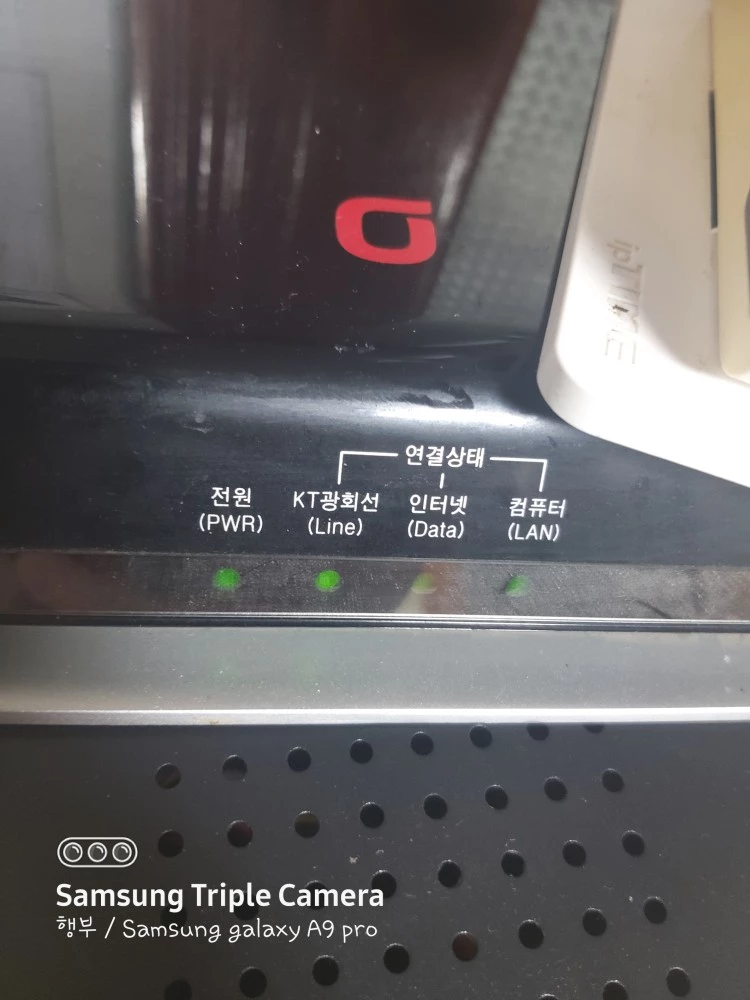 ipTIME
연결상태
전원 KT광회선 인터넷 컴퓨터
(PWR) (Line) (Data) (LAN)
Samsung Triple Camera
행부 / Samsung galaxy A9 pro